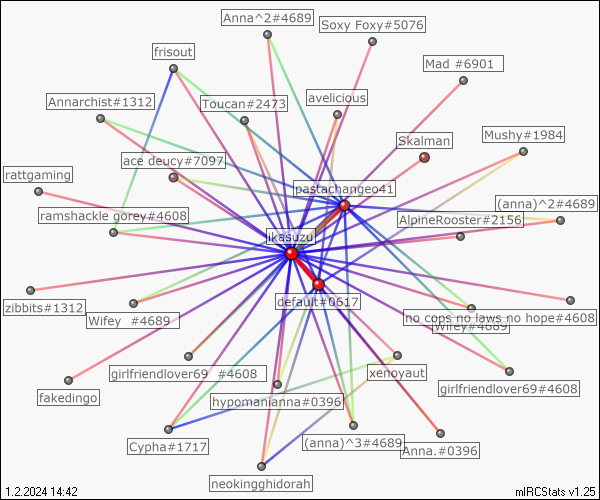 Anna^2#4689
Soxy Foxy#5076
frisout
Mad #6901
Annarchist#1312
Toucan#2473
avelicious
Skalman
Mushy#1984
ace deucy#7097
rattgaming
pastachangeo41
(anna)^2#4689
ramshackle gorey#4608
AlpineRooster#2156
ikasuzu
default#0617
zibbits#1312
Wifey #4689
no cops no laws no hope#4608
Wifey#4689
girlfriendlover69 #4608
xenoyaut
fakedingo
hypomanianna#0396
girlfriendlover69#4608
Cypha#1717
(anna)^3#4689
Anna.#0396
neokingghidorah
1.2.2024 14:42
mIRCStats v1.25